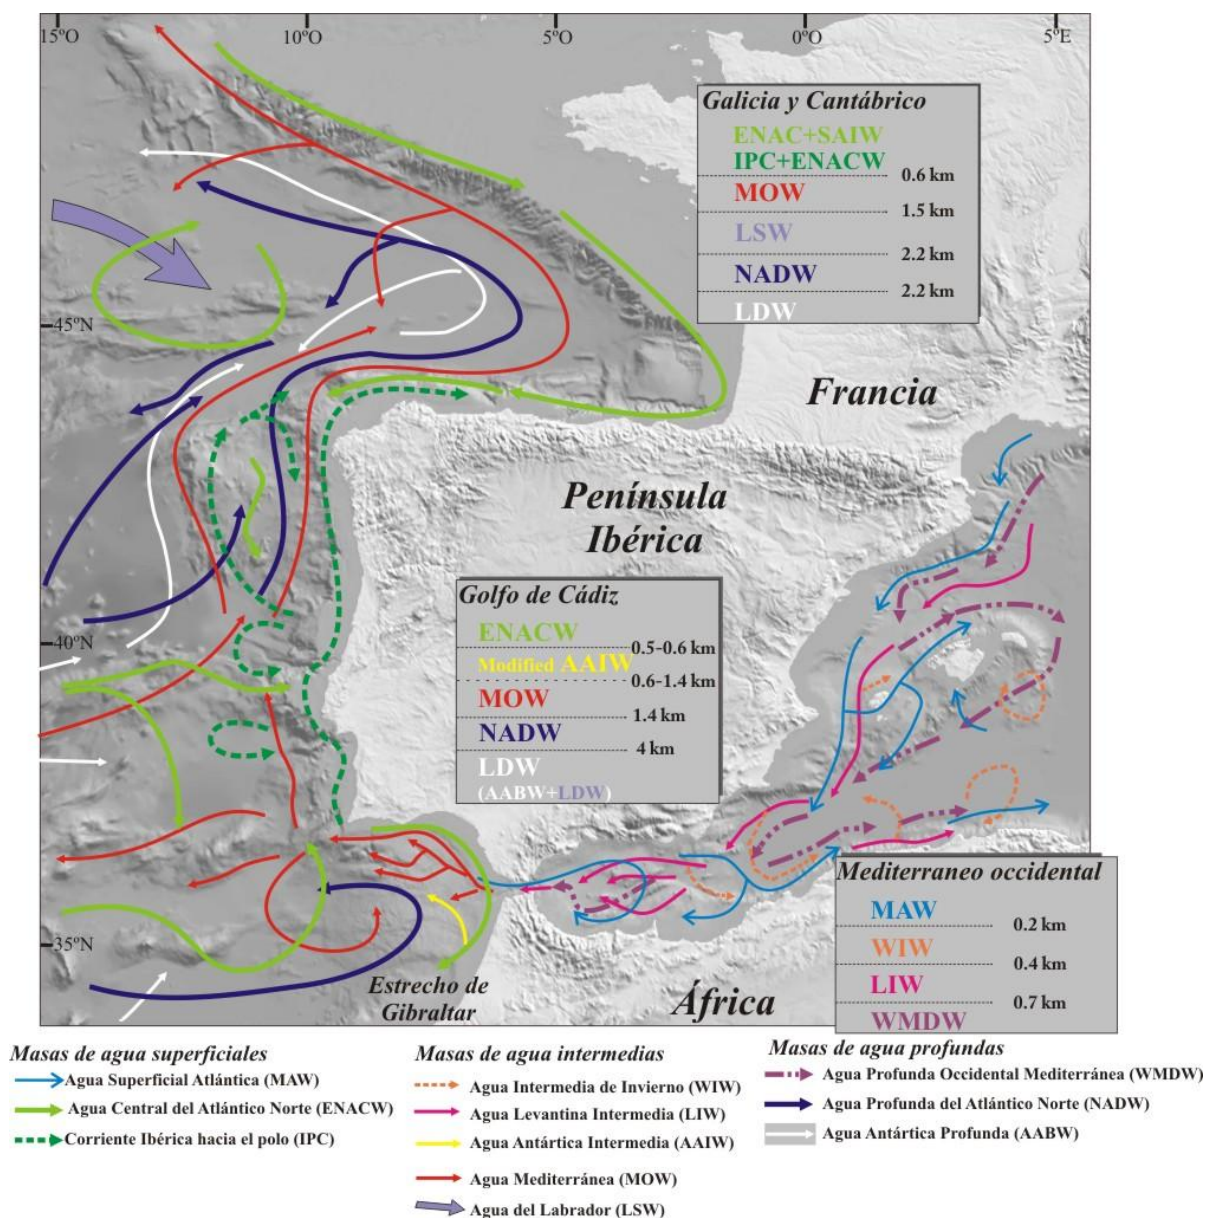 15ºO
10ºO
5ºO
0ºO
5ºE
Galicia y Cantábrico
ENAC+SAIW
IPC+ENACW
0.6 km
MOW
1.5 km
LSW
2.2 km
NADW
2.2 km
LDW
45ºN
Francia
Península
Ibérica
Golfo de Cádiz
ENACW
0.5-0.6 km
Modified AAIW
0.6-1.4km
MOW
1.4 km
NADW
4 km
LDW
(AABW+LDW)
40ºN
Mediterraneo occidental
MAW
0.2 km
WIW
0.4 km
LIW
0.7 km
WMDW
35ºN
Estrecho de
Gibraltar
África
Masas de agua superficiales
Agua Superficial Atlántica (MAW)
Agua Central del Atlántico Norte (ENACW)
Corriente Ibérica hacia el polo (IPC)
Masas de agua intermedias
Agua Intermedia de Invierno (WIW)
Agua Levantina Intermedia (LIW)
Agua Antártica Intermedia (AAIW)
Agua Mediterránea (MOW)
Agua del Labrador (LSW)
Masas de agua profundas
Agua Profunda Occidental Mediterránea (WMDW)
Agua Profunda del Atlántico Norte (NADW)
Agua Antártica Profunda (AABW)